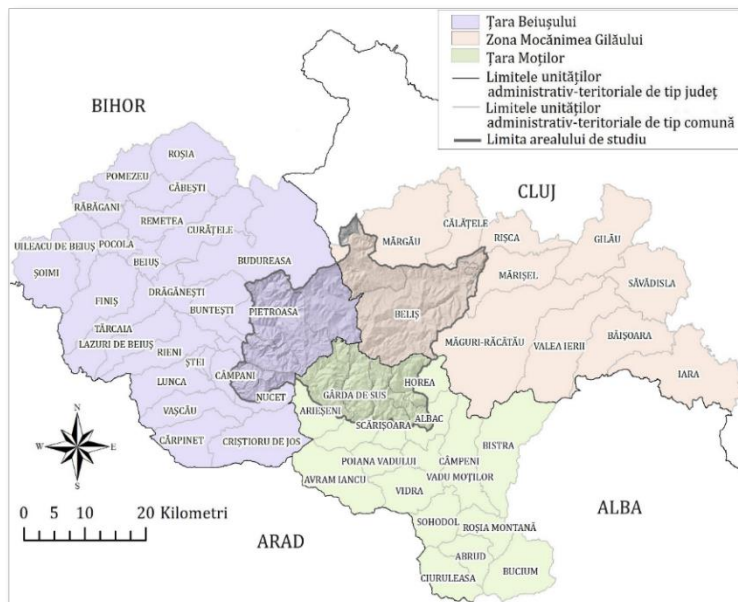 Țara Beiușului
Zona Mocănimea Gilăului
Țara Moților
Limitele unităților
administrativ-teritoriale de tip județ
Limitele unităților
administrativ-teritoriale de tip comună
Limita arealului de studiu
BIHOR
CLUJ
ROȘIA
POMEZEU
CĂBEȘTI
RĂBĂGANI
REMETEA
CURĂȚELE
UILEACU DE BEIUȘ
POCOLA
BEIUȘ
BUDUREASA
ȘOIMI
FINIȘ
DRĂGĂNEȘTI
BUNTEȘTI
PIETROASA
TĂRCAIA
LAZURI DE BEIUȘ
RIENI
ȘTEI
CÂMPANI
LUNCA
NUCET
VAȘCĂU
CĂRPINET
CRIȘTIORU DE JOS
MĂRGĂU
CĂLĂȚELE
RÎȘCA
GILĂU
MĂRIȘEL
SĂVĂDISLA
BELIȘ
MĂGURI-RĂCĂTĂU
VALEA IERII
BĂIȘOARA
IARA
HOREA
GÂRDA DE SUS
ARIEȘENI
ALBAC
SCĂRIȘOARA
BISTRA
POIANA VADULUI
CÂMPENI
AVRAM IANCU
VADU MOȚILOR
VIDRA
SOHODOL
ROȘIA MONTANĂ
ABRUD
BUCIUM
CIURULEASA
ALBA
ARAD
N
W
E
S
0 5 10 20 Kilometri